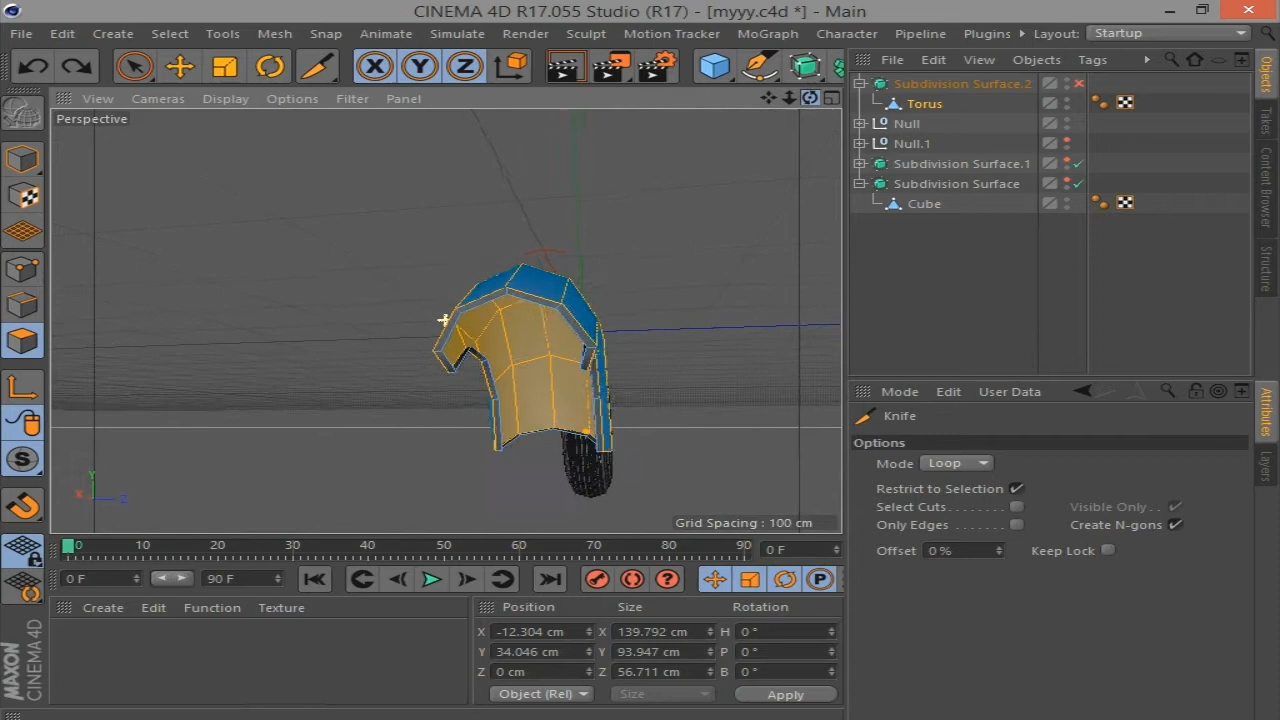 CINEMA 4D R17.055 Studio (R17) - [myyy.c4d *] - Main
File Edit Create Select Tools Mesh Snap Animate Simulate Render Sculpt Motion Tracker MoGraph Character Pipeline Plugins Layout: Startup
X Y Z
File Edit View Objects Tags
View Cameras Display Options Filter Panel
Perspective
Subdivision Surface.2
Torus
Null
Null.1
Subdivision Surface.1
Subdivision Surface
Cube
Objects
Takes
Content Browser
Structure
Mode Edit User Data
Knife
Options
Mode Loop
Restrict to Selection
Select Cuts Visible Only
Only Edges Create N-gons
Offset 0 % Keep Lock
Attributes
Layers
S
Y
X Z
Grid Spacing : 100 cm
0 10 20 30 40 50 60 70 80 90 0 F
0 F 90 F ? P
Create Edit Function Texture
Position Size Rotation
X -12.304 cm X 139.792 cm H 0 °
Y 34.046 cm Y 93.947 cm P 0 °
Z 0 cm Z 56.711 cm B 0 °
Object (Rel) Size Apply
MAXON
CINEMA 4D